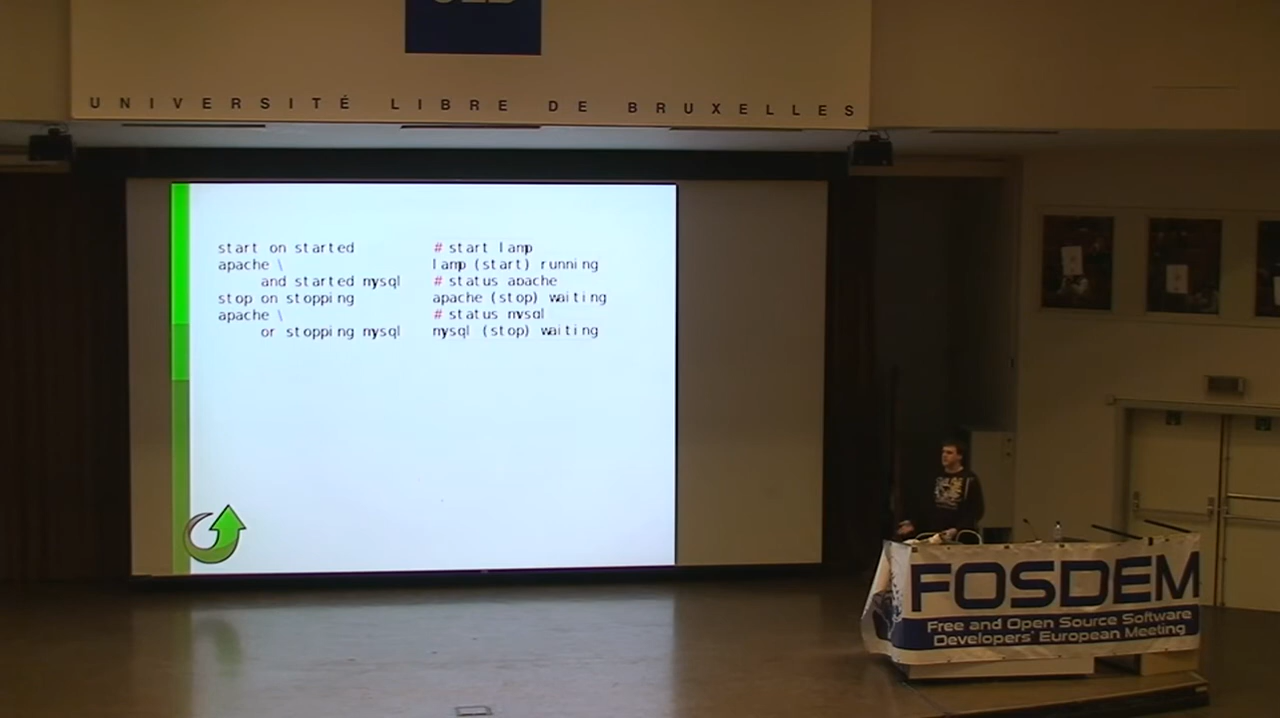 UNIVERSITÉ LIBRE DE BRUXELLES
start on started
apache \
and started mysql
stop on stopping
apache \
or stopping mysql
# start lamp
lamp (start) running
# status apache
apache (stop) waiting
# status mysql
mysql (stop) waiting
FOSDEM
Free and Open Source Software
Developers' European Meeting